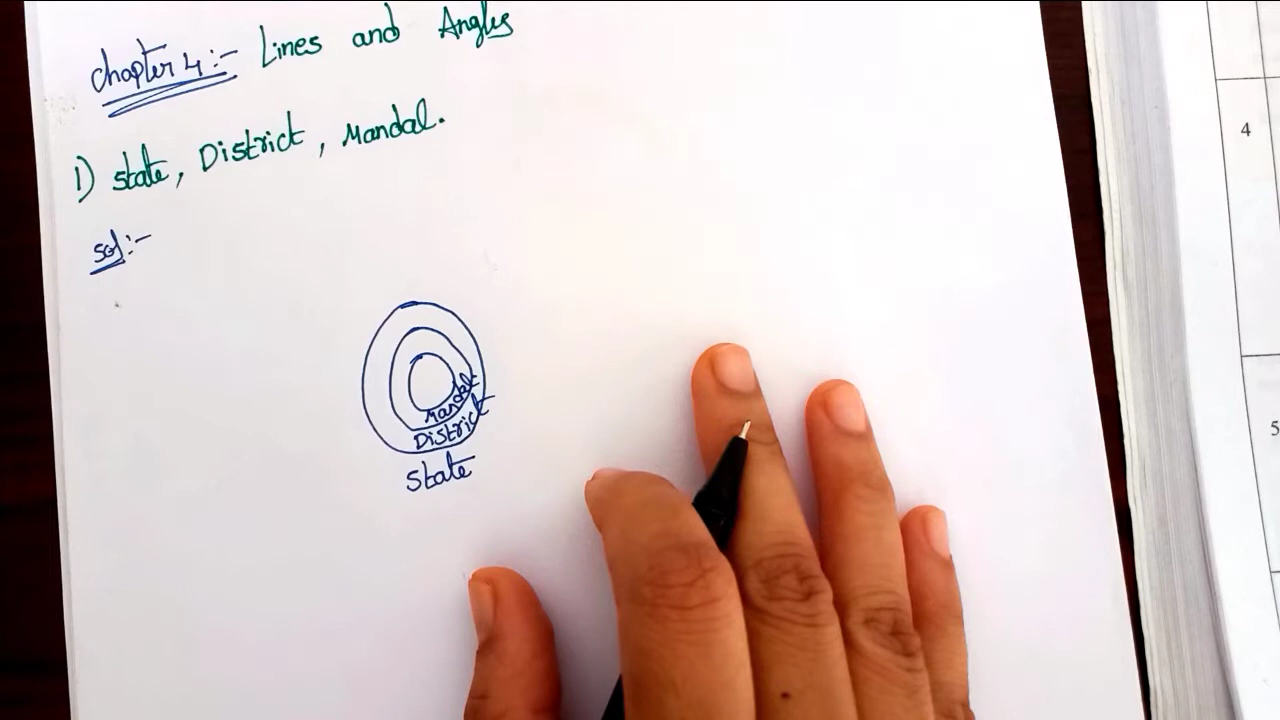 chapter 4:- Lines and Angles
1) state, District, Mandal.
sol:-
Mandal
District
state
4
5